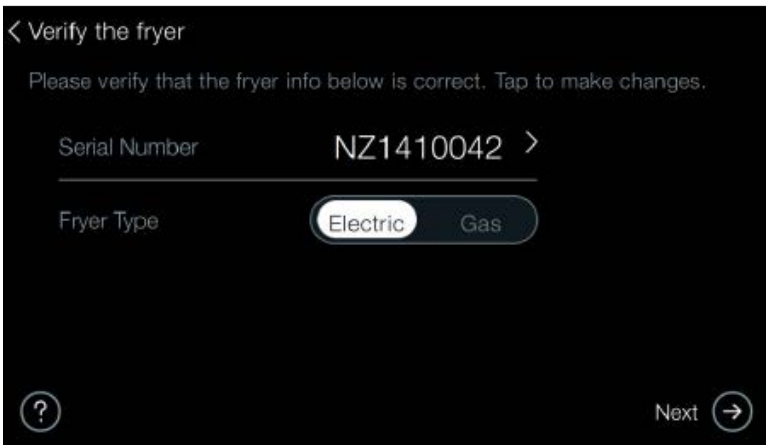 Verify the fryer
Please verify that the fryer info below is correct. Tap to make changes.
Serial Number NZ1410042
Fryer Type Electric Gas
? Next